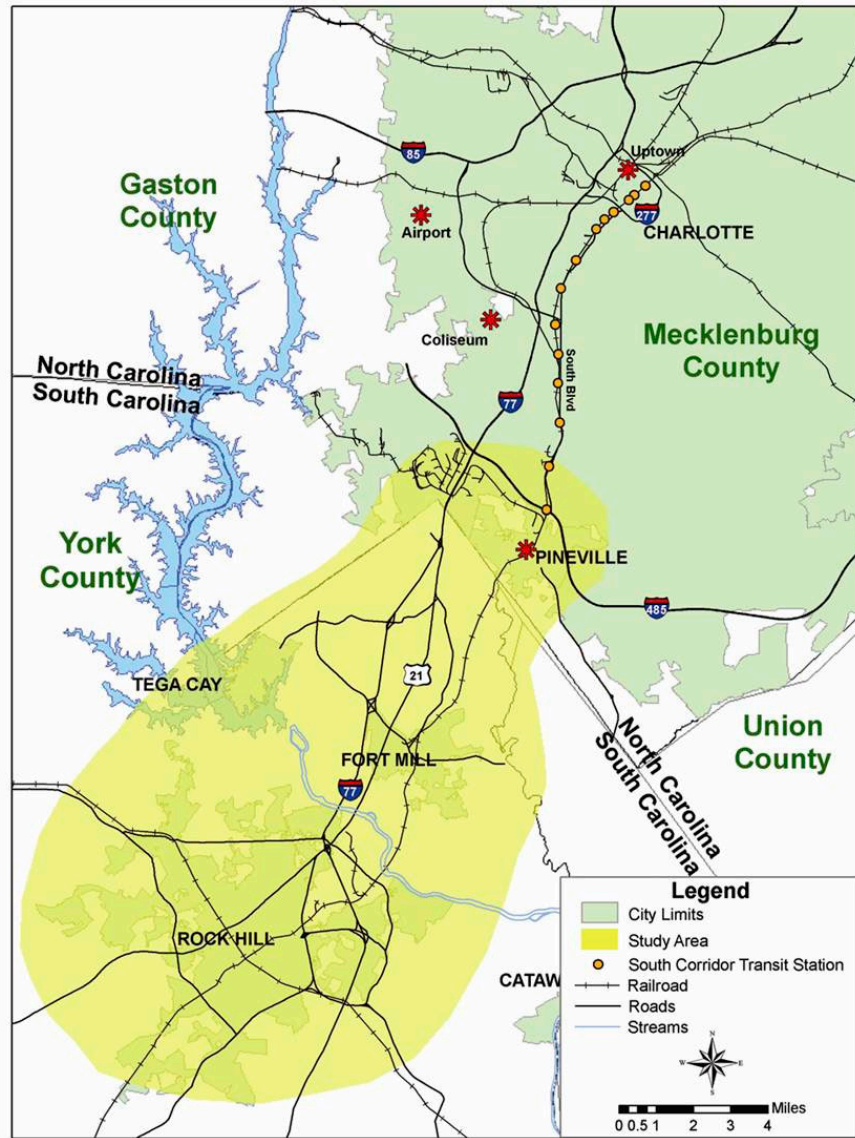 85
Uptown
Gaston
County
277
Airport
CHARLOTTE
Mecklenburg
County
Coliseum
South Blvd
North Carolina
South Carolina
77
York
County
PINEVILLE
485
21
TEGA CAY
Union
County
North Carolina
South Carolina
FORT MILL
77
ROCK HILL
CATAW
Legend
City Limits
Study Area
South Corridor Transit Station
Railroad
Roads
Streams
N
W E
S
Miles
0 0.5 1 2 3 4